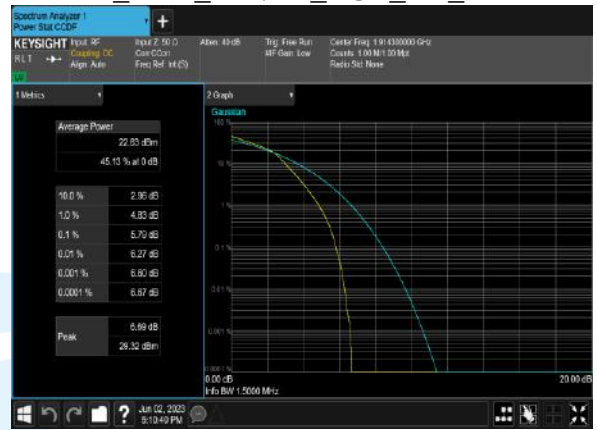 Spectrum Analyzer 1
Power Stat CCDF
KEYSIGHT
RLT
Input: RF
Coupling: DC
Align: Auto
Input Z: 50 Ω
Corr CCorr
Freq Ref: Int (S)
Atten: 40 dB
Trig: Free Run
#IF Gain: Low
Center Freq: 1.914300000 GHz
Counts: 1.00 M/1.00 Mpt
Radio Std: None
1 Metrics
Average Power
22.63 dBm
45.13 % at 0 dB
10.0 % 2.95 dB
1.0 % 4.83 dB
0.1 % 5.79 dB
0.01 % 6.27 dB
0.001 % 6.60 dB
0.0001 % 6.67 dB
Peak
6.69 dB
29.32 dBm
2 Graph
Gaussian
100 %
10 %
1 %
0.1 %
0.01 %
0.001 %
0.0001 %
0.00 dB
20.00 dB
Info BW 1.5000 MHz
?
Jun 02, 2023
5:10:49 PM